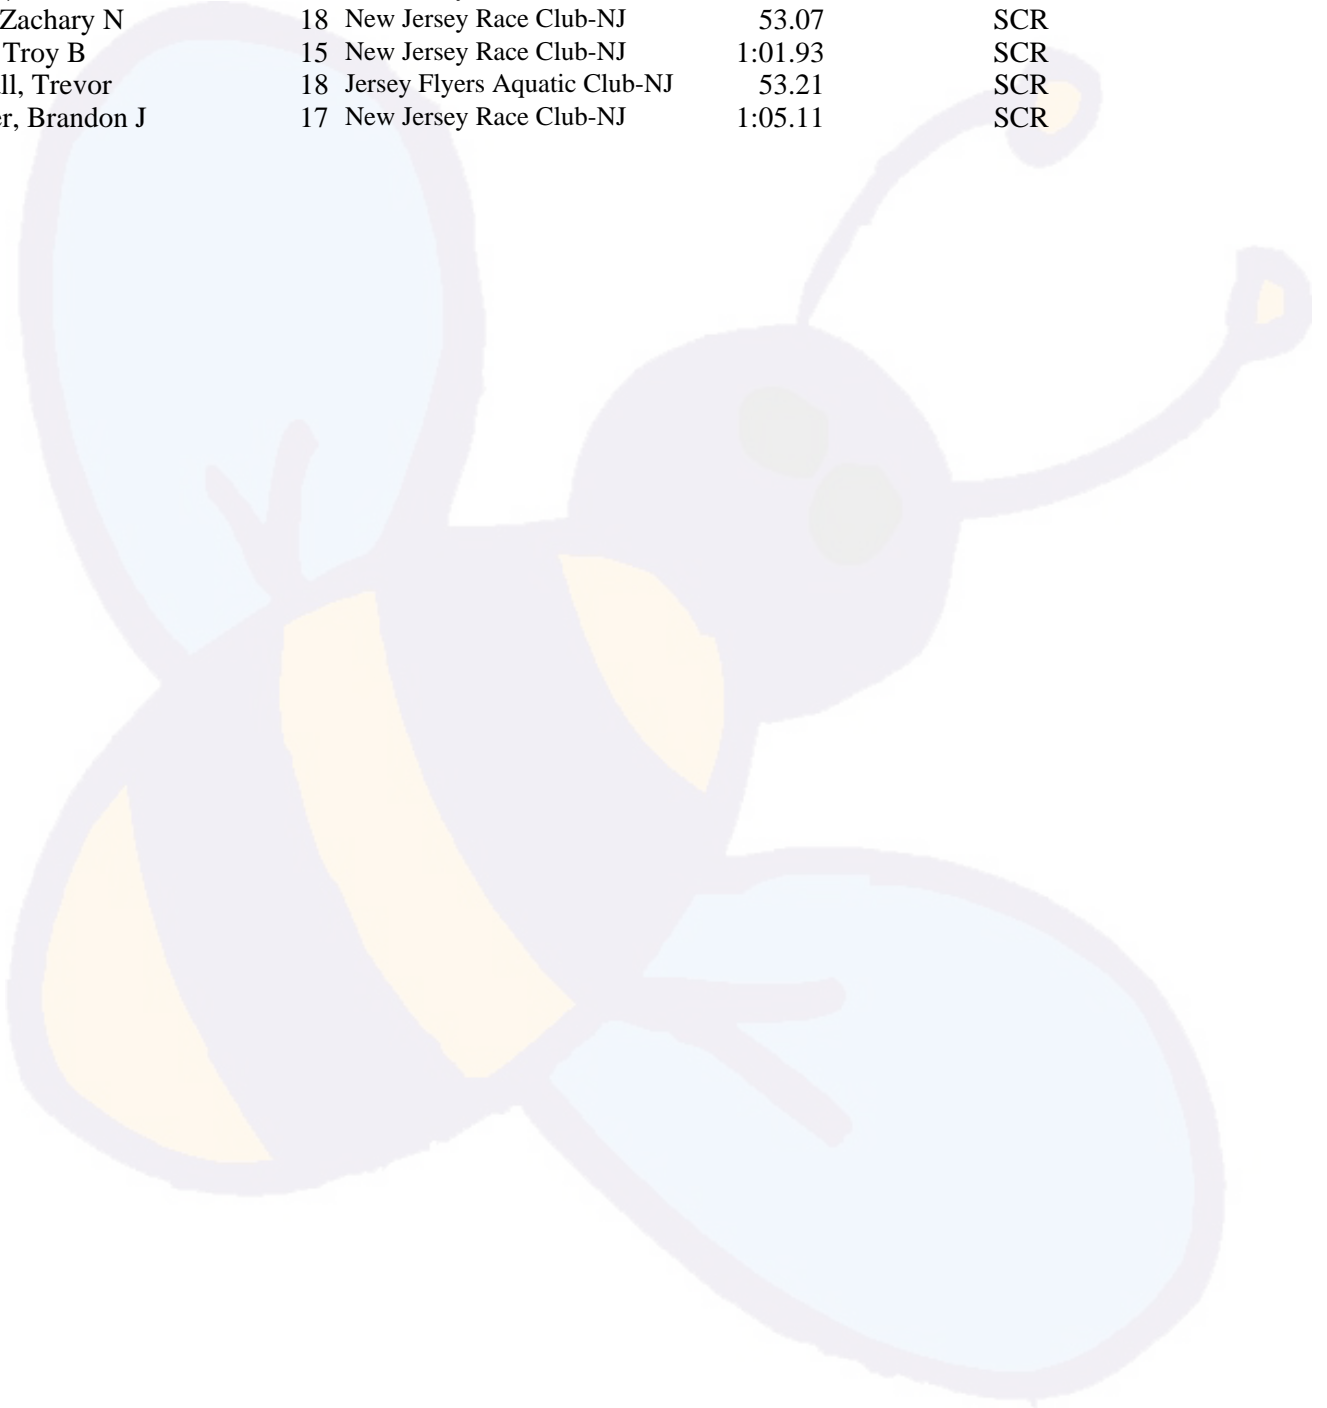 Zachary N 18 New Jersey Race Club-NJ 53.07 SCR
Troy B 15 New Jersey Race Club-NJ 1:01.93 SCR
ll, Trevor 18 Jersey Flyers Aquatic Club-NJ 53.21 SCR
er, Brandon J 17 New Jersey Race Club-NJ 1:05.11 SCR